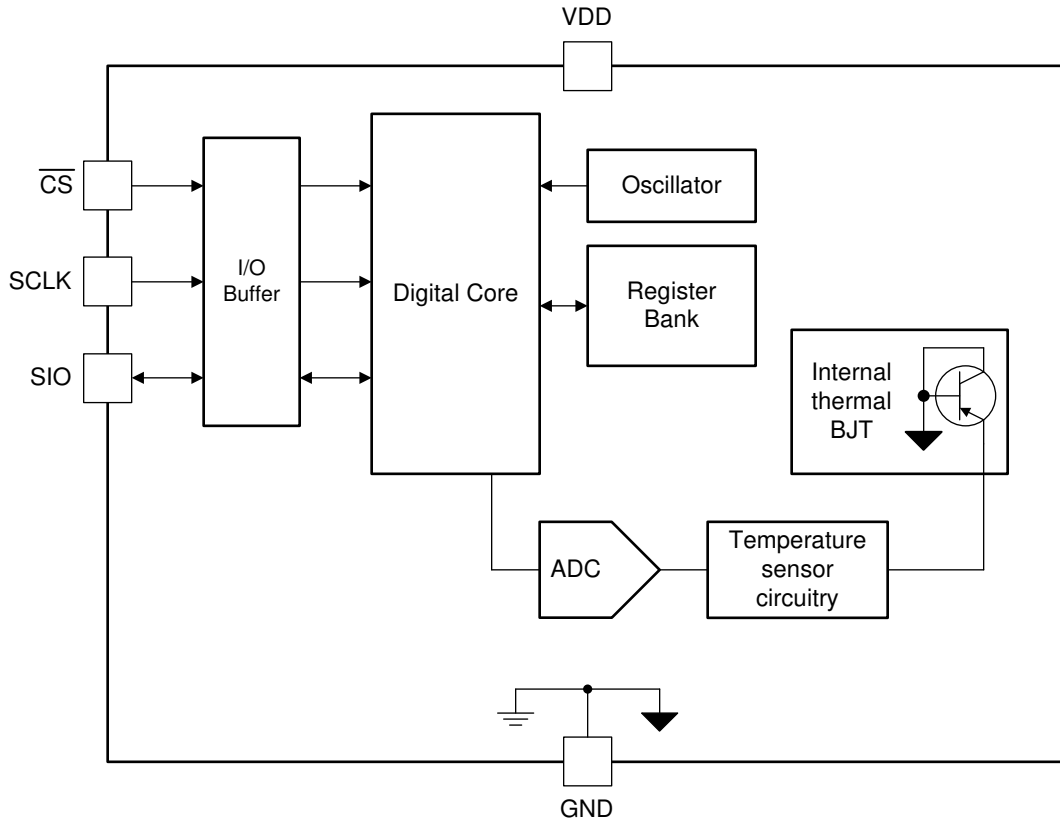 VDD
CS
SCLK
SIO
I/O
Buffer
Digital Core
Oscillator
Register
Bank
Internal
thermal
BJT
ADC
Temperature
sensor
circuitry
GND